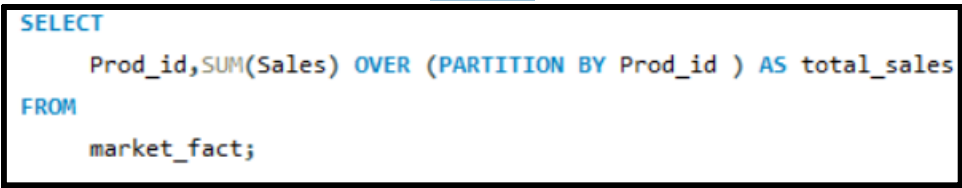 SELECT
Prod_id,SUM(Sales) OVER (PARTITION BY Prod_id ) AS total_sales
FROM
market_fact;